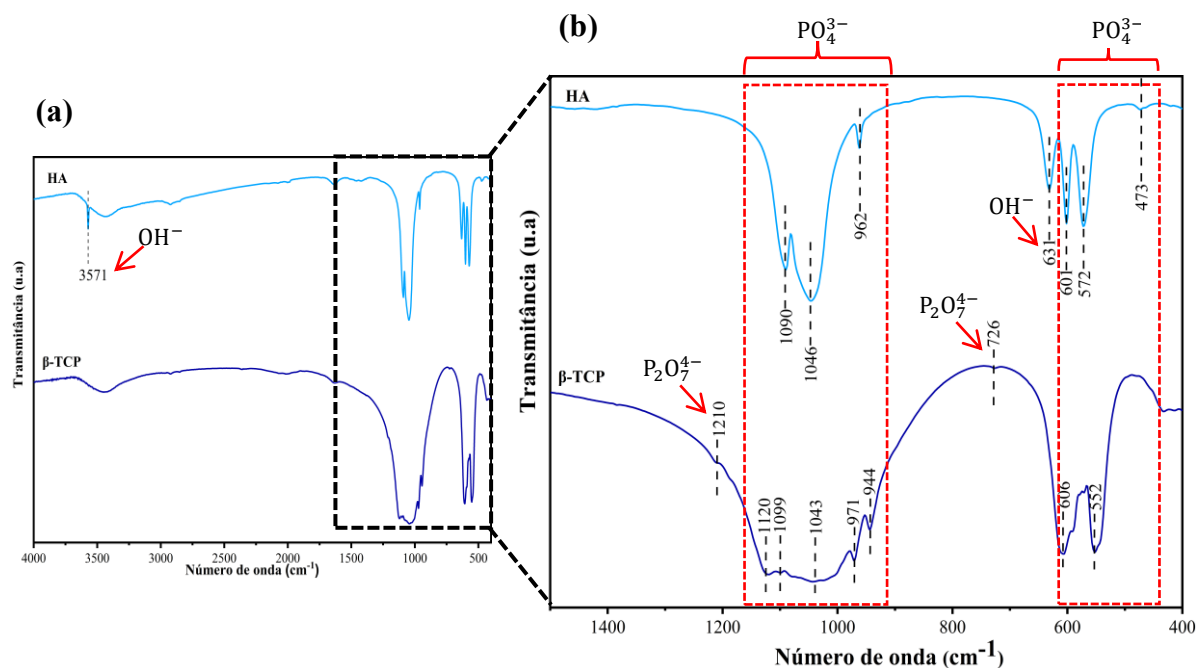 (a)
HA
3571
OH⁻
β-TCP
Transmitância (u.a)
4000 3500 3000 2500 2000 1500 1000 500
Número de onda (cm⁻¹)
(b)
PO₄³⁻
PO₄³⁻
HA
1090
1046
962
OH⁻
631
601
572
473
P₂O₇⁴⁻
P₂O₇⁴⁻
β-TCP
1210
1120
1099
1043
971
944
726
606
552
Transmitância (u.a)
1400 1200 1000 800 600 400
Número de onda (cm⁻¹)